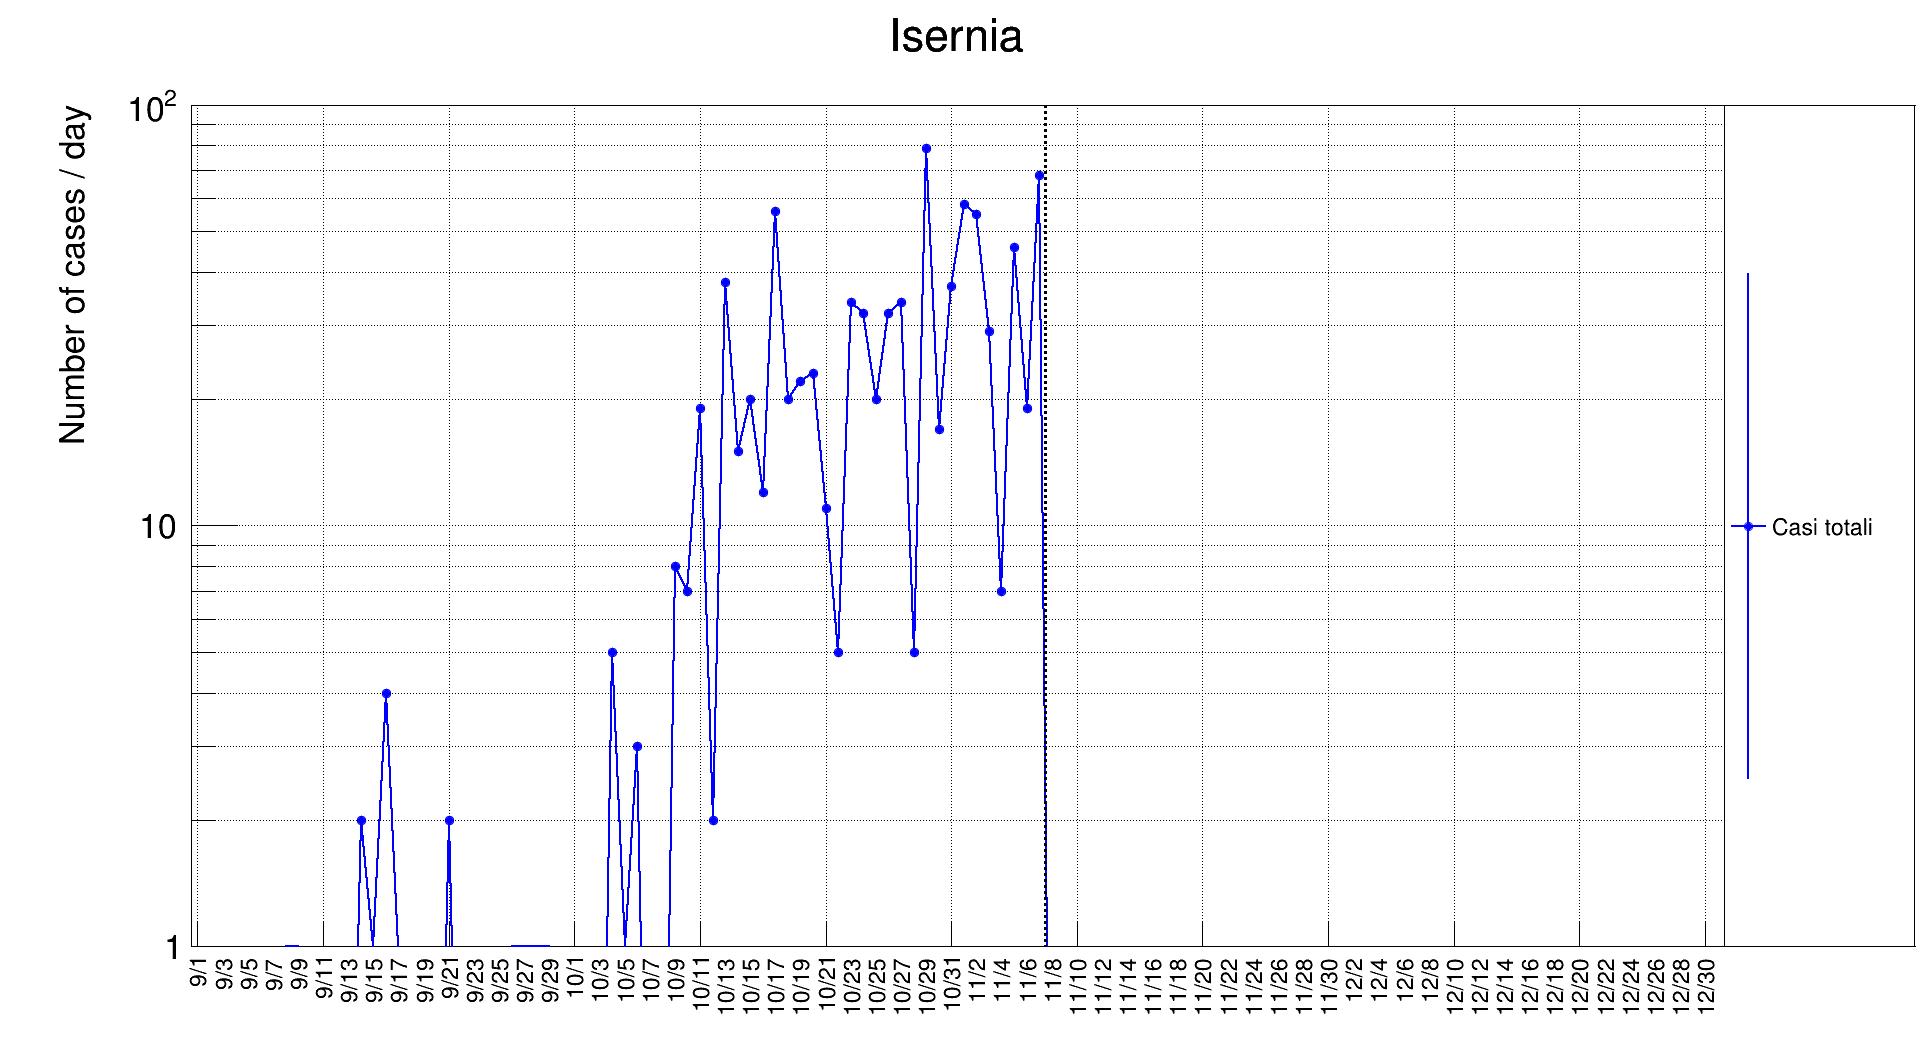 Isernia
Number of cases / day
10²
10
1
9/1 9/3 9/5 9/7 9/9 9/11 9/13 9/15 9/17 9/19 9/21 9/23 9/25 9/27 9/29 10/1 10/3 10/5 10/7 10/9 10/11 10/13 10/15 10/17 10/19 10/21 10/23 10/25 10/27 10/29 10/31 11/2 11/4 11/6 11/8 11/10 11/12 11/14 11/16 11/18 11/20 11/22 11/24 11/26 11/28 11/30 12/2 12/4 12/6 12/8 12/10 12/12 12/14 12/16 12/18 12/20 12/22 12/24 12/26 12/28 12/30
Casi totali